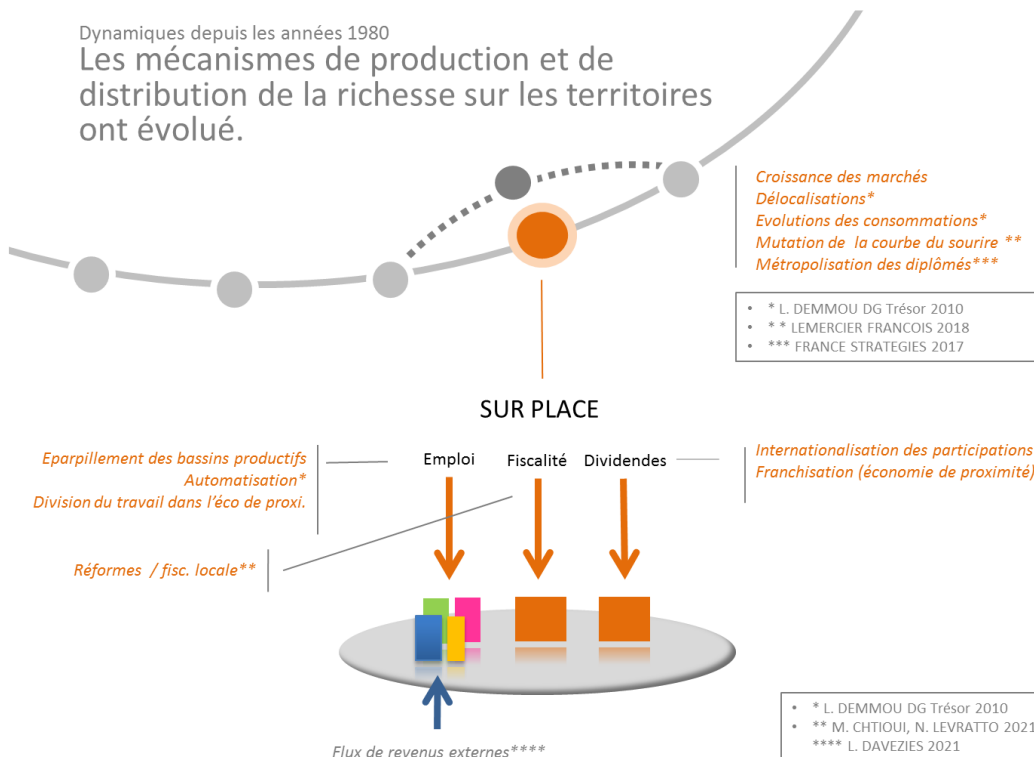 Dynamiques depuis les années 1980
Les mécanismes de production et de
distribution de la richesse sur les territoires
ont évolué.
Croissance des marchés
Délocalisations*
Evolutions des consommations*
Mutation de la courbe du sourire **
Métropolisation des diplômés***
• * L. DEMMOU DG Trésor 2010
• * * LEMERCIER FRANCOIS 2018
• *** FRANCE STRATEGIES 2017
SUR PLACE
Eparpillement des bassins productifs
Automatisation*
Division du travail dans l'éco de proxi.
Emploi
Fiscalité
Dividendes
Internationalisation des participations
Franchisation (économie de proximité)
Réformes / fisc. locale**
• * L. DEMMOU DG Trésor 2010
• ** M. CHTIOUI, N. LEVRATTO 2021
**** L. DAVEZIES 2021
Flux de revenus externes****